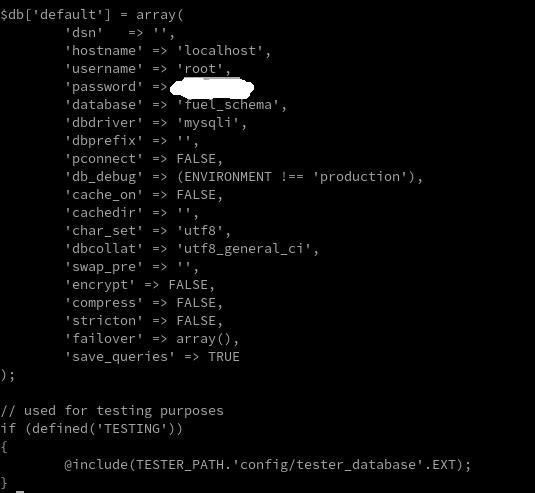 $db['default'] = array(
        'dsn'   => '',
        'hostname' => 'localhost',
        'username' => 'root',
        'password' =>
        'database' => 'fuel_schema',
        'dbdriver' => 'mysqli',
        'dbprefix' => '',
        'pconnect' => FALSE,
        'db_debug' => (ENVIRONMENT !== 'production'),
        'cache_on' => FALSE,
        'cachedir' => '',
        'char_set' => 'utf8',
        'dbcollat' => 'utf8_general_ci',
        'swap_pre' => '',
        'encrypt' => FALSE,
        'compress' => FALSE,
        'stricton' => FALSE,
        'failover' => array(),
        'save_queries' => TRUE
);

// used for testing purposes
if (defined('TESTING'))
{
        @include(TESTER_PATH.'config/tester_database'.EXT);
}